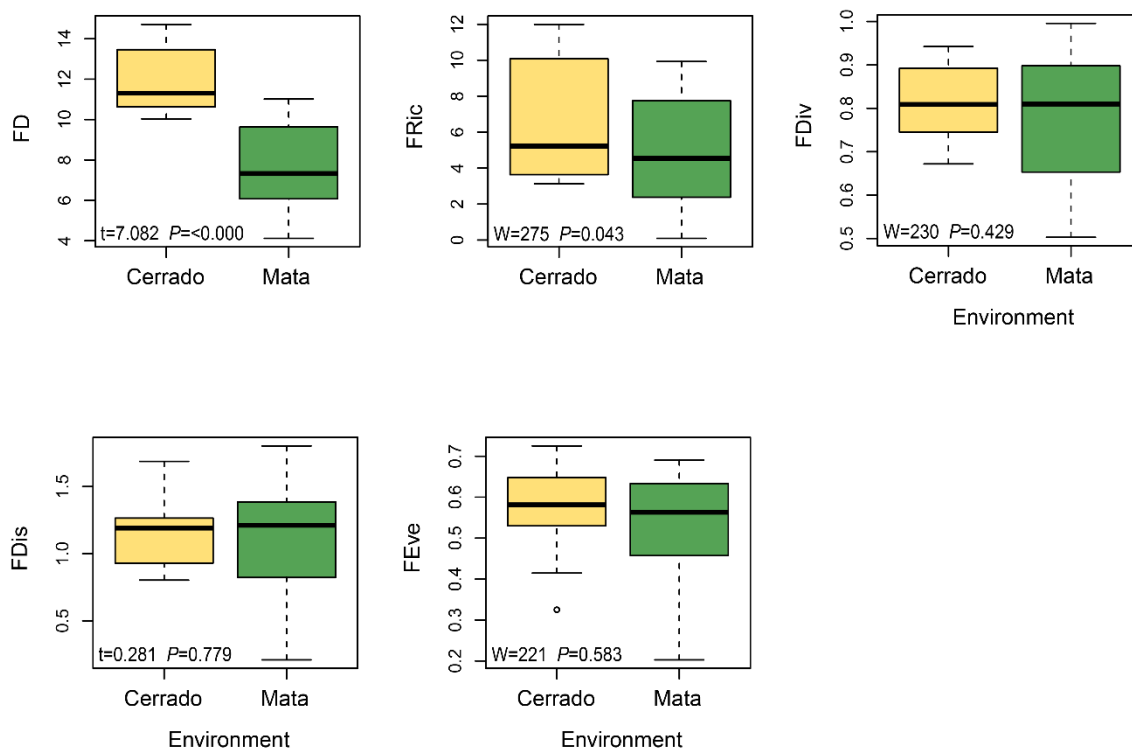 FD
14
12
10
8
6
4
t=7.082 P=<0.000
Cerrado Mata
FRic
12
10
8
6
4
2
0
W=275 P=0.043
Cerrado Mata
FDiv
1.0
0.9
0.8
0.7
0.6
0.5
W=230 P=0.429
Cerrado Mata
Environment
FDis
1.5
1.0
0.5
t=0.281 P=0.779
Cerrado Mata
Environment
FEve
0.7
0.6
0.5
0.4
0.3
0.2
W=221 P=0.583
Cerrado Mata
Environment